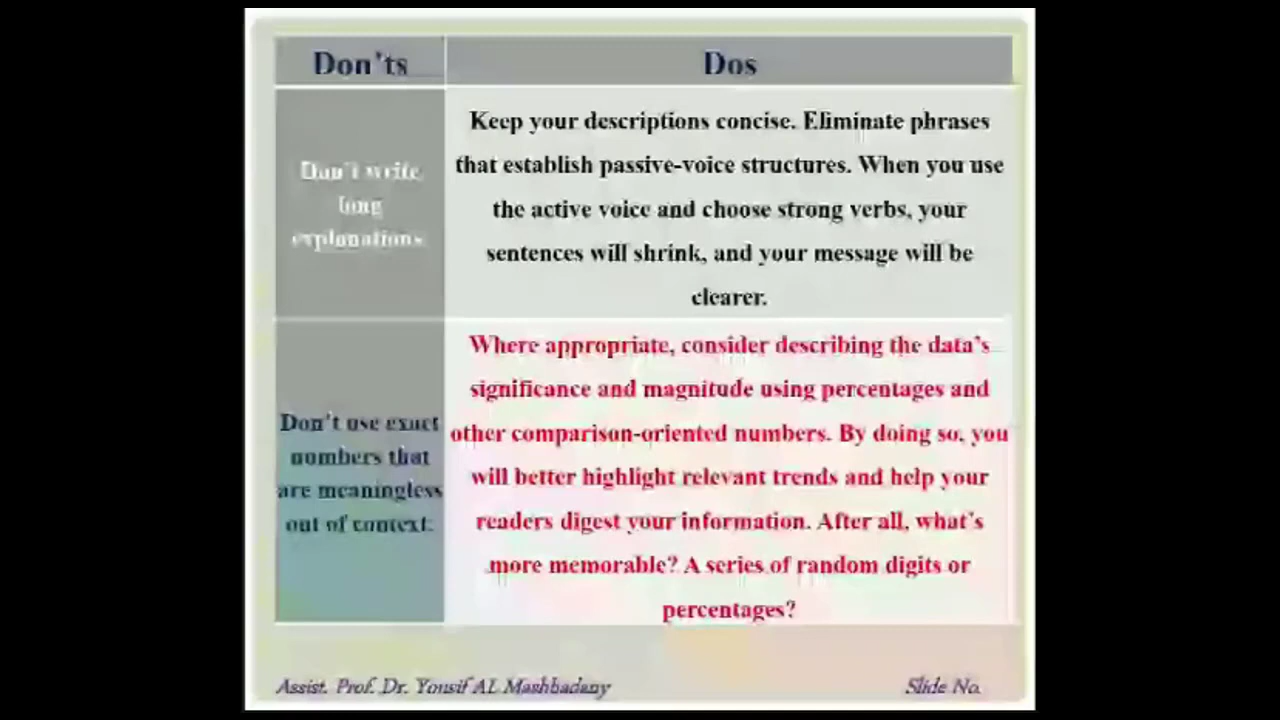 Don'ts
Dos
Don't write
long
explanations.
Keep your descriptions concise. Eliminate phrases
that establish passive-voice structures. When you use
the active voice and choose strong verbs, your
sentences will shrink, and your message will be
clearer.
Don't use exact
numbers that
are meaningless
out of context.
Where appropriate, consider describing the data's
significance and magnitude using percentages and
other comparison-oriented numbers. By doing so, you
will better highlight relevant trends and help your
readers digest your information. After all, what's
more memorable? A series of random digits or
percentages?
Assist. Prof. Dr. Yousif AL Mashhadany
Slide No.